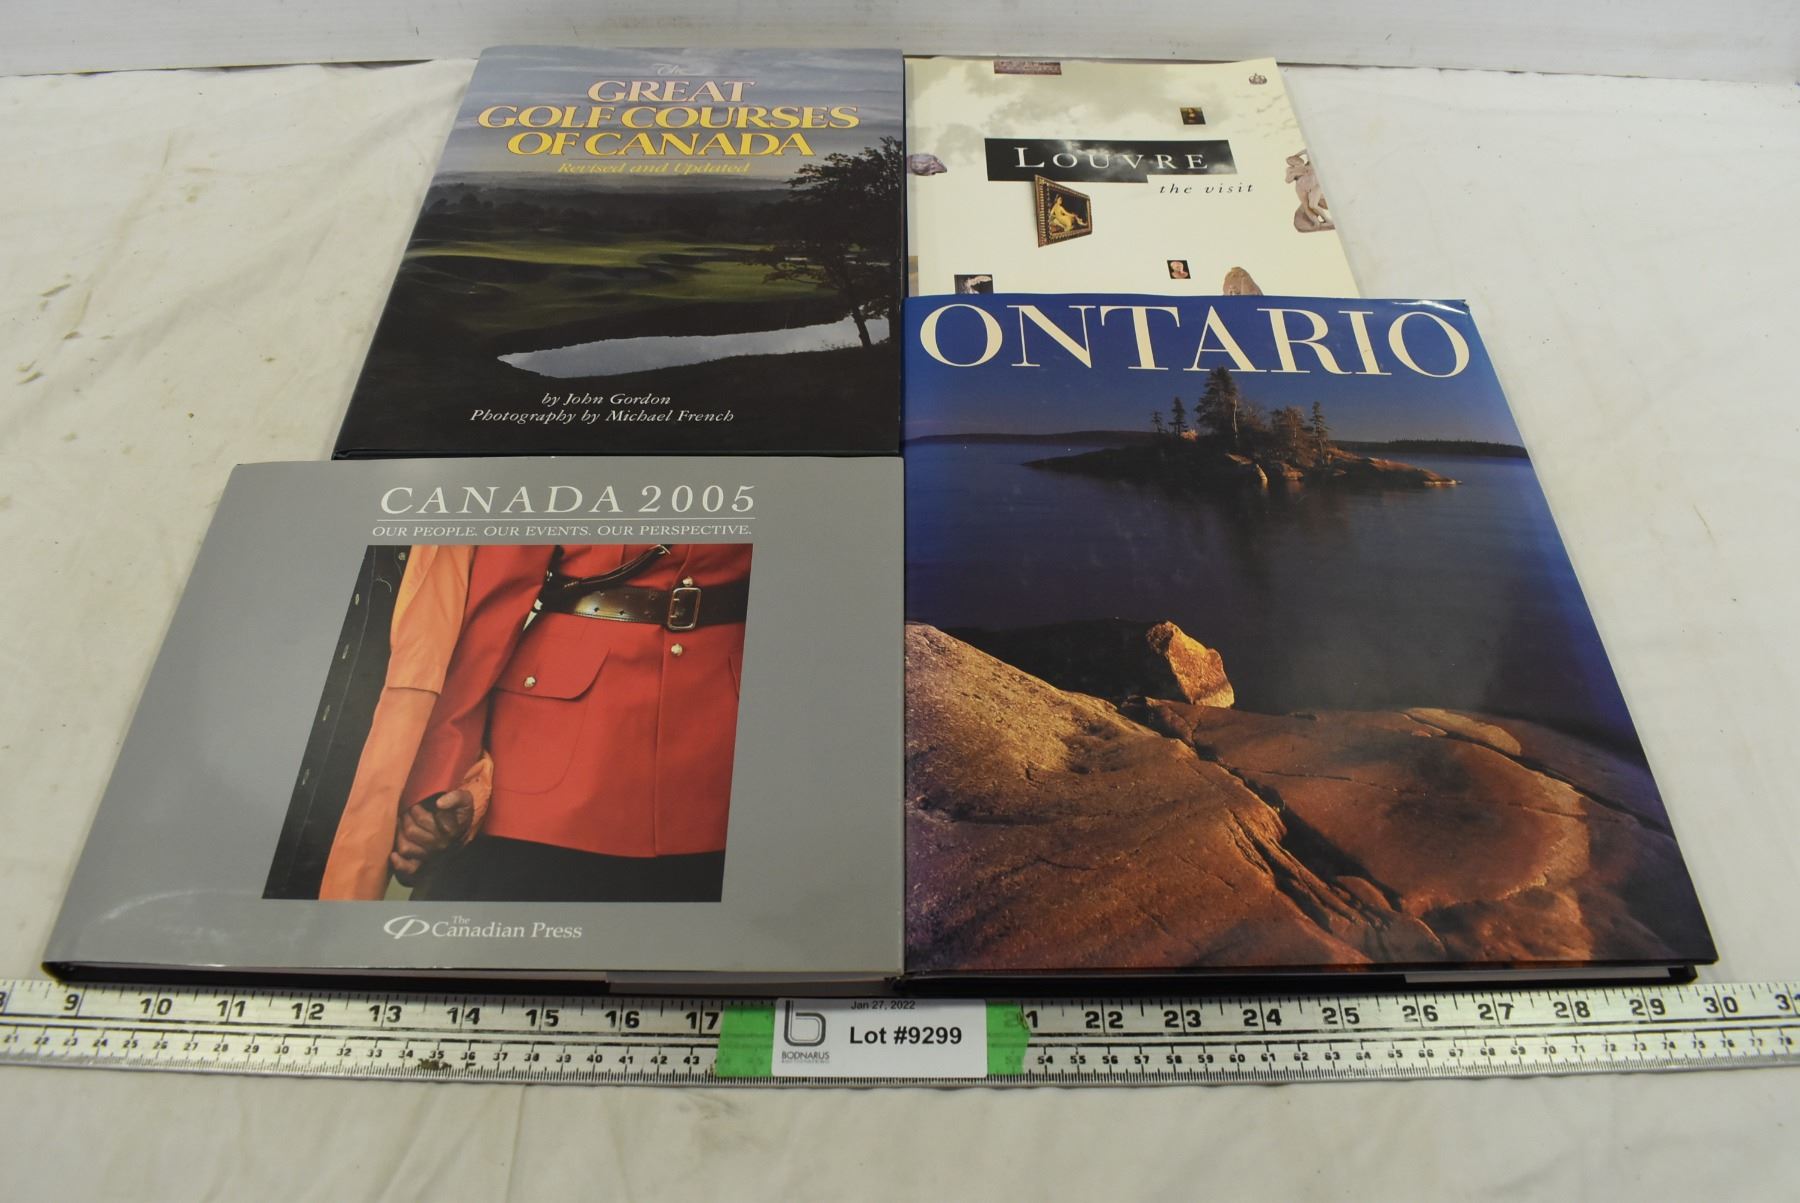 The
GREAT
GOLF COURSES
OF CANADA
Revised and Updated
by John Gordon
Photography by Michael French
LOUVRE
the visit
ONTARIO
CANADA 2005
OUR PEOPLE. OUR EVENTS. OUR PERSPECTIVE.
The
Canadian Press
9 10 11 12 13 14 15 16 17 21 22 23 24 25 26 27 28 29 30
Jan 27, 2022
Lot #9299
BODNARUS